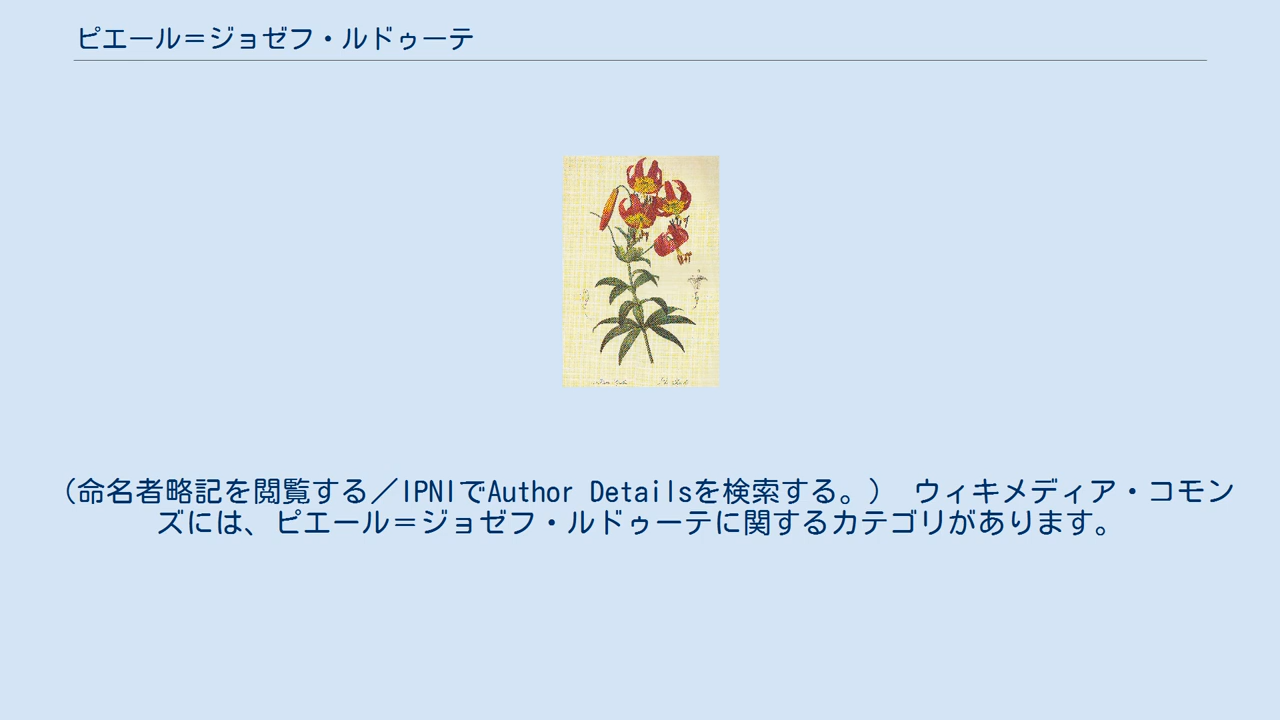 ピエール＝ジョゼフ・ルドゥーテ
（命名者略記を閲覧する／IPNIでAuthor Detailsを検索する。） ウィキメディア・コモン
ズには、ピエール＝ジョゼフ・ルドゥーテに関するカテゴリがあります。